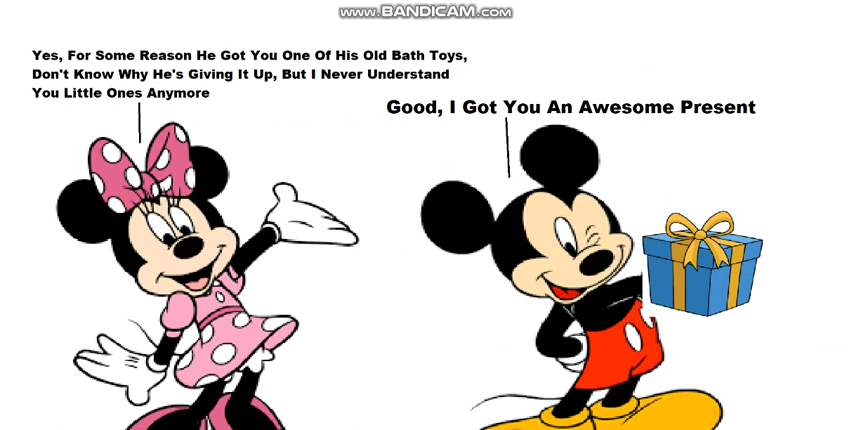 www.BANDICAM.com
Yes, For Some Reason He Got You One Of His Old Bath Toys,
Don't Know Why He's Giving It Up, But I Never Understand
You Little Ones Anymore
Good, I Got You An Awesome Present